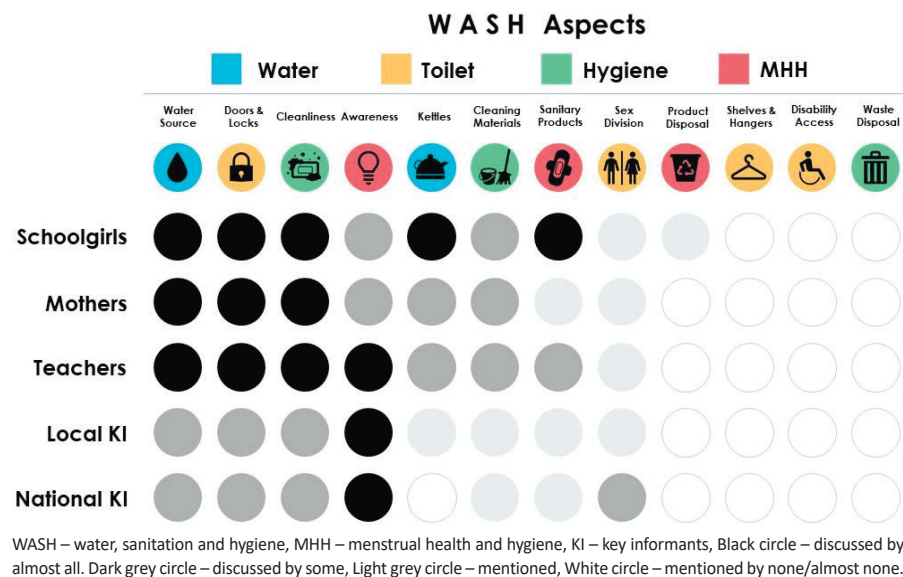 WASH Aspects
Water Toilet Hygiene MHH
Water Source Doors & Locks Cleanliness Awareness Kettles Cleaning Materials Sanitary Products Sex Division Product Disposal Shelves & Hangers Disability Access Waste Disposal
Schoolgirls
Mothers
Teachers
Local KI
National KI
WASH – water, sanitation and hygiene, MHH – menstrual health and hygiene, KI – key informants, Black circle – discussed by
almost all. Dark grey circle – discussed by some, Light grey circle – mentioned, White circle – mentioned by none/almost none.